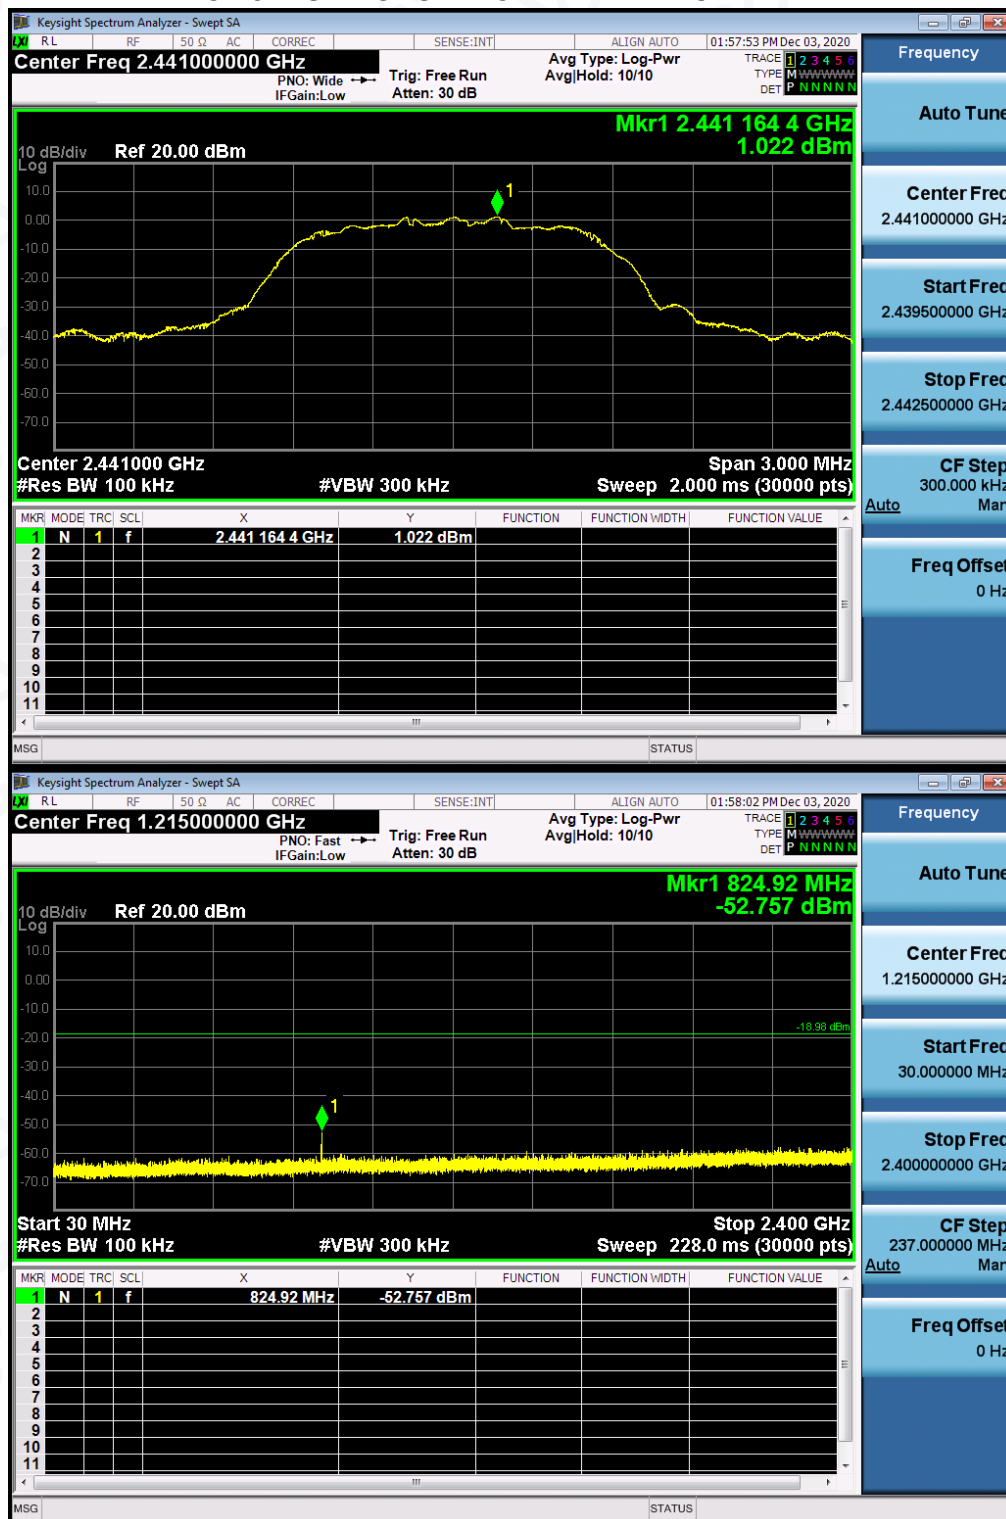 Keysight Spectrum Analyzer - Swept SA
LXI RL RF 50 Ω AC CORREC SENSE:INT ALIGN AUTO 01:57:53 PM Dec 03, 2020
Center Freq 2.441000000 GHz
PNO: Wide
IFGain:Low
Trig: Free Run
Atten: 30 dB
Avg Type: Log-Pwr
Avg|Hold: 10/10
TRACE 1 2 3 4 5 6
TYPE M WWWWW
DET P N N N N N
Mkr1 2.441 164 4 GHz
1.022 dBm
10 dB/div Ref 20.00 dBm
Log
10.0
0.00
-10.0
-20.0
-30.0
-40.0
-50.0
-60.0
-70.0
1
Center 2.441000 GHz Span 3.000 MHz
#Res BW 100 kHz #VBW 300 kHz Sweep 2.000 ms (30000 pts)
MKR MODE TRC SCL X Y FUNCTION FUNCTION WIDTH FUNCTION VALUE
1 N 1 f 2.441 164 4 GHz 1.022 dBm
2
3
4
5
6
7
8
9
10
11
MSG STATUS
Frequency
Auto Tune
Center Freq
2.441000000 GHz
Start Freq
2.439500000 GHz
Stop Freq
2.442500000 GHz
CF Step
300.000 kHz
Auto Man
Freq Offset
0 Hz
Keysight Spectrum Analyzer - Swept SA
LXI RL RF 50 Ω AC CORREC SENSE:INT ALIGN AUTO 01:58:02 PM Dec 03, 2020
Center Freq 1.215000000 GHz
PNO: Fast
IFGain:Low
Trig: Free Run
Atten: 30 dB
Avg Type: Log-Pwr
Avg|Hold: 10/10
TRACE 1 2 3 4 5 6
TYPE M WWWWW
DET P N N N N N
Mkr1 824.92 MHz
-52.757 dBm
10 dB/div Ref 20.00 dBm
Log
10.0
0.00
-10.0
-20.0
-30.0
-40.0
-50.0
-60.0
-70.0
-18.98 dBm
1
Start 30 MHz Stop 2.400 GHz
#Res BW 100 kHz #VBW 300 kHz Sweep 228.0 ms (30000 pts)
MKR MODE TRC SCL X Y FUNCTION FUNCTION WIDTH FUNCTION VALUE
1 N 1 f 824.92 MHz -52.757 dBm
2
3
4
5
6
7
8
9
10
11
MSG STATUS
Frequency
Auto Tune
Center Freq
1.215000000 GHz
Start Freq
30.000000 MHz
Stop Freq
2.400000000 GHz
CF Step
237.000000 MHz
Auto Man
Freq Offset
0 Hz